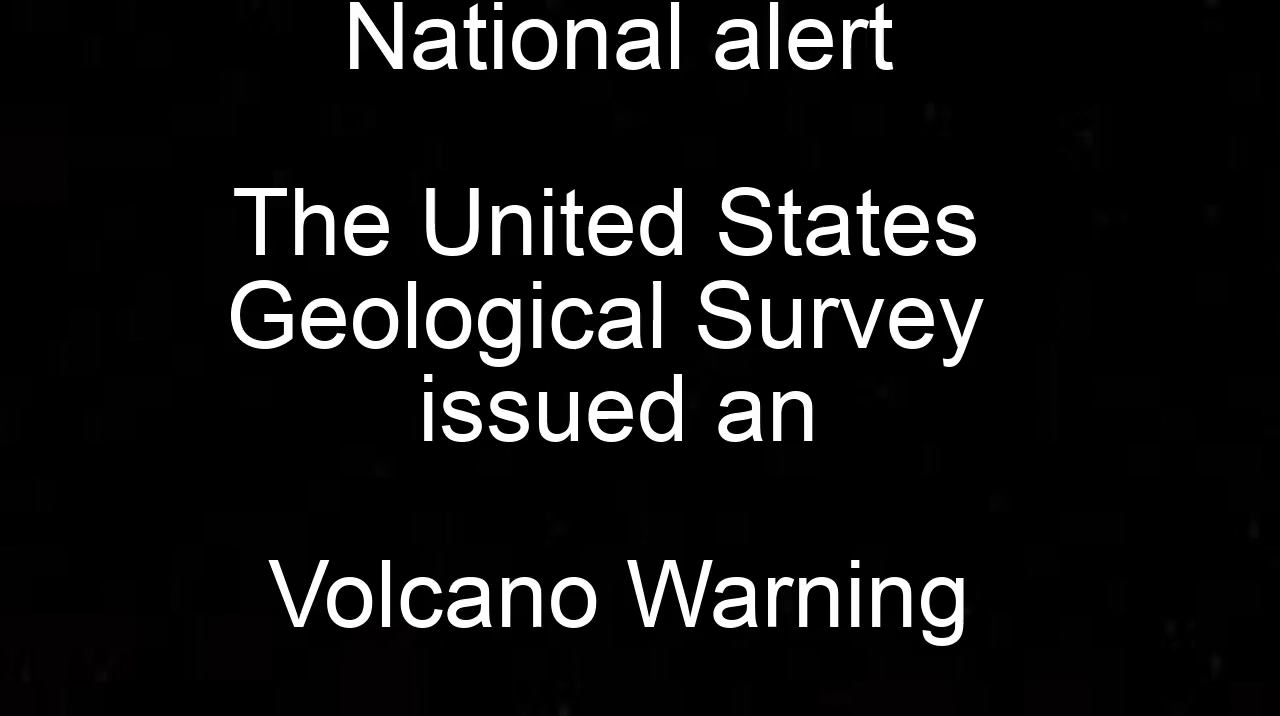 National alert
The United States
Geological Survey
issued an
Volcano Warning